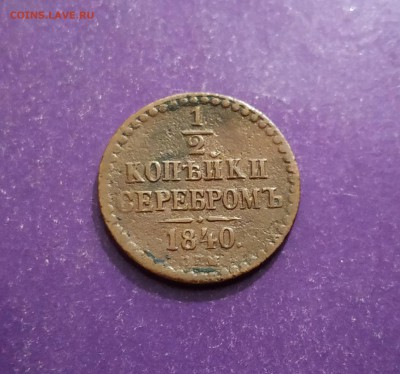 COINS.LAVE.RU
1/2
КОПѢЙКИ
СЕРЕБРОМЪ
1840.